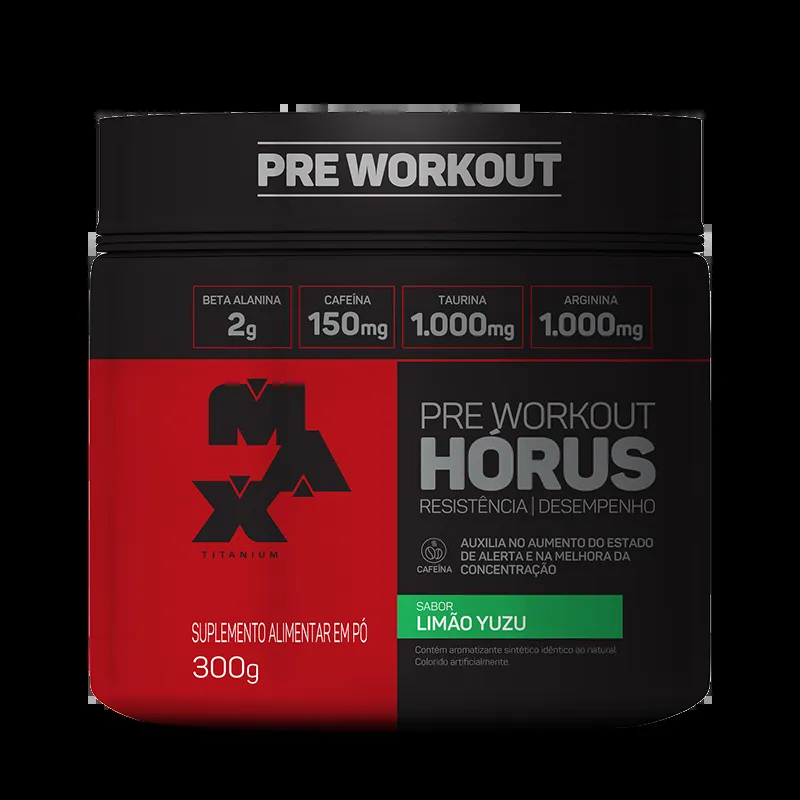 PRE WORKOUT
BETA ALANINA
2g
CAFEÍNA
150mg
TAURINA
1.000mg
ARGININA
1.000mg
MAX
TITANIUM
SUPLEMENTO ALIMENTAR EM PÓ
300g
PRE WORKOUT
HÓRUS
RESISTÊNCIA | DESEMPENHO
CAFEÍNA
AUXILIA NO AUMENTO DO ESTADO
DE ALERTA E NA MELHORA DA
CONCENTRAÇÃO
SABOR
LIMÃO YUZU
Contém aromatizante sintético idêntico ao natural.
Colorido artificialmente.